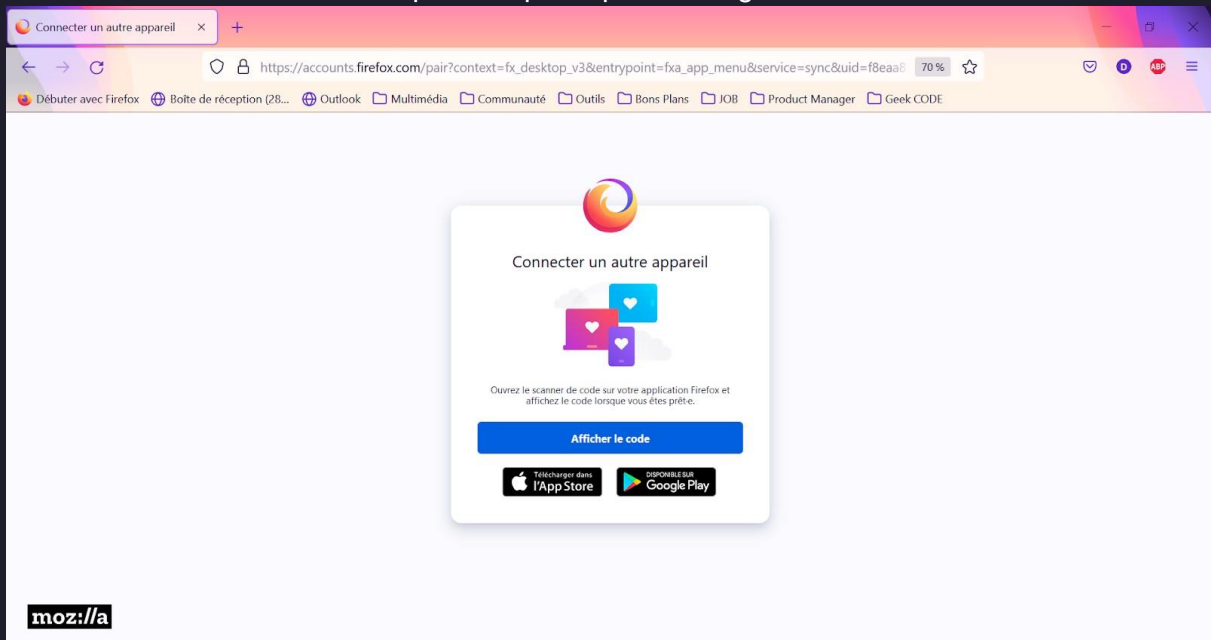 Connecter un autre appareil
https://accounts.firefox.com/pair?context=fx_desktop_v3&entrypoint=fxa_app_menu&service=sync&uid=f8eaa8 70 %
D ABP
Débuter avec Firefox Boîte de réception (28... Outlook Multimédia Communauté Outils Bons Plans JOB Product Manager Geek CODE
Connecter un autre appareil
Ouvrez le scanner de code sur votre application Firefox et
affichez le code lorsque vous êtes prêt·e.
Afficher le code
Télécharger dans
l'App Store
DISPONIBLE SUR
Google Play
moz://a